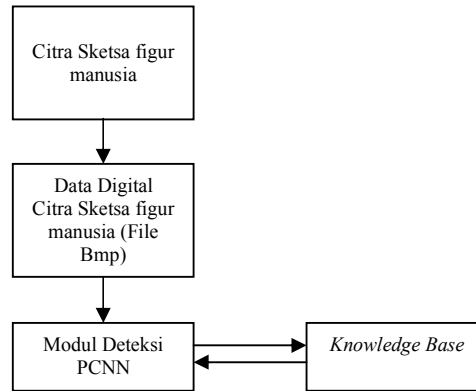 Citra Sketsa figur
manusia
Data Digital
Citra Sketsa figur
manusia (File
Bmp)
Modul Deteksi
PCNN
Knowledge Base